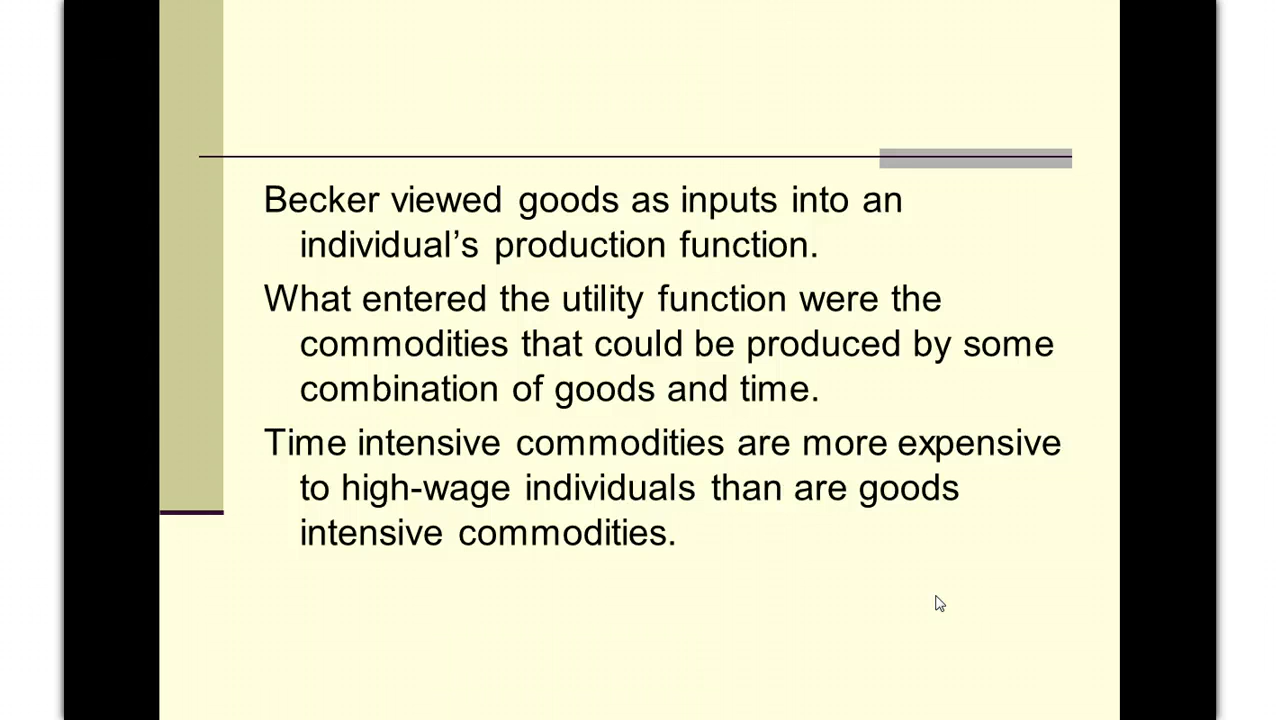 Becker viewed goods as inputs into an
individual’s production function.
What entered the utility function were the
commodities that could be produced by some
combination of goods and time.
Time intensive commodities are more expensive
to high-wage individuals than are goods
intensive commodities.